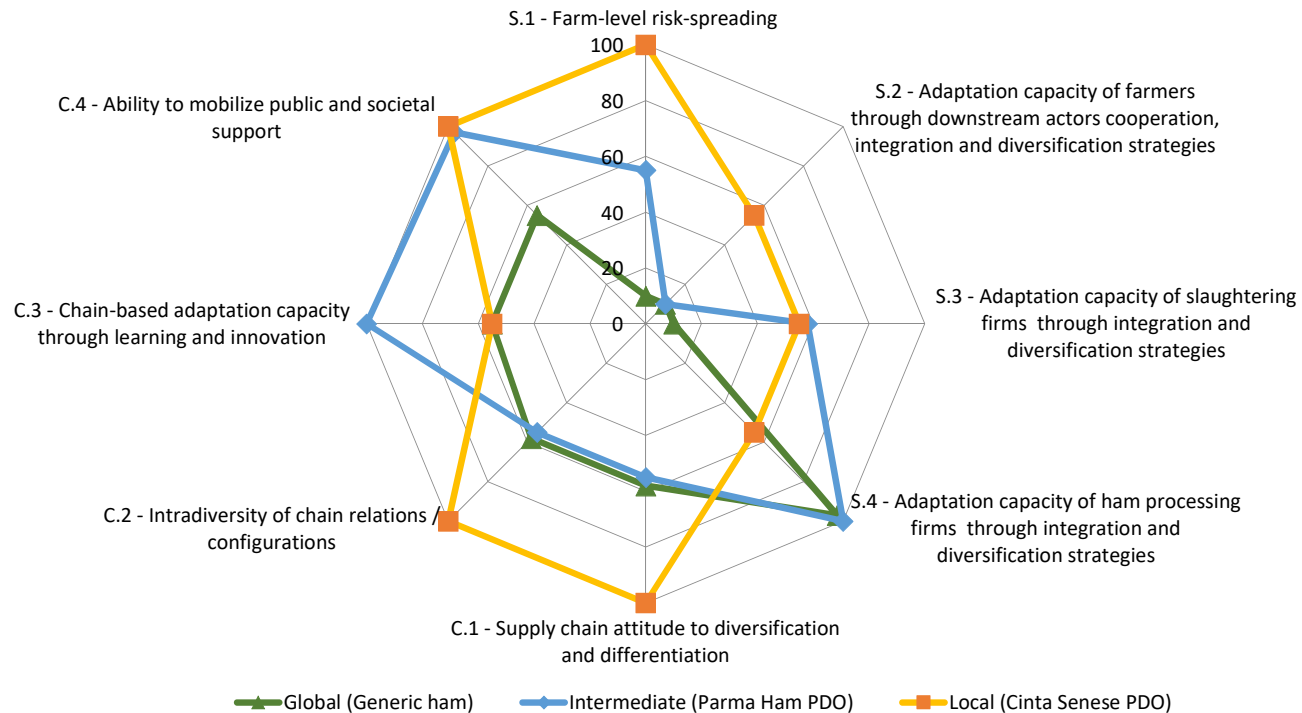 S.1 - Farm-level risk-spreading
100
80
60
40
20
0
S.2 - Adaptation capacity of farmers
through downstream actors cooperation,
integration and diversification strategies
S.3 - Adaptation capacity of slaughtering
firms through integration and
diversification strategies
S.4 - Adaptation capacity of ham processing
firms through integration and
diversification strategies
C.1 - Supply chain attitude to diversification
and differentiation
C.2 - Intradiversity of chain relations /
configurations
C.3 - Chain-based adaptation capacity
through learning and innovation
C.4 - Ability to mobilize public and societal
support
Global (Generic ham)
Intermediate (Parma Ham PDO)
Local (Cinta Senese PDO)